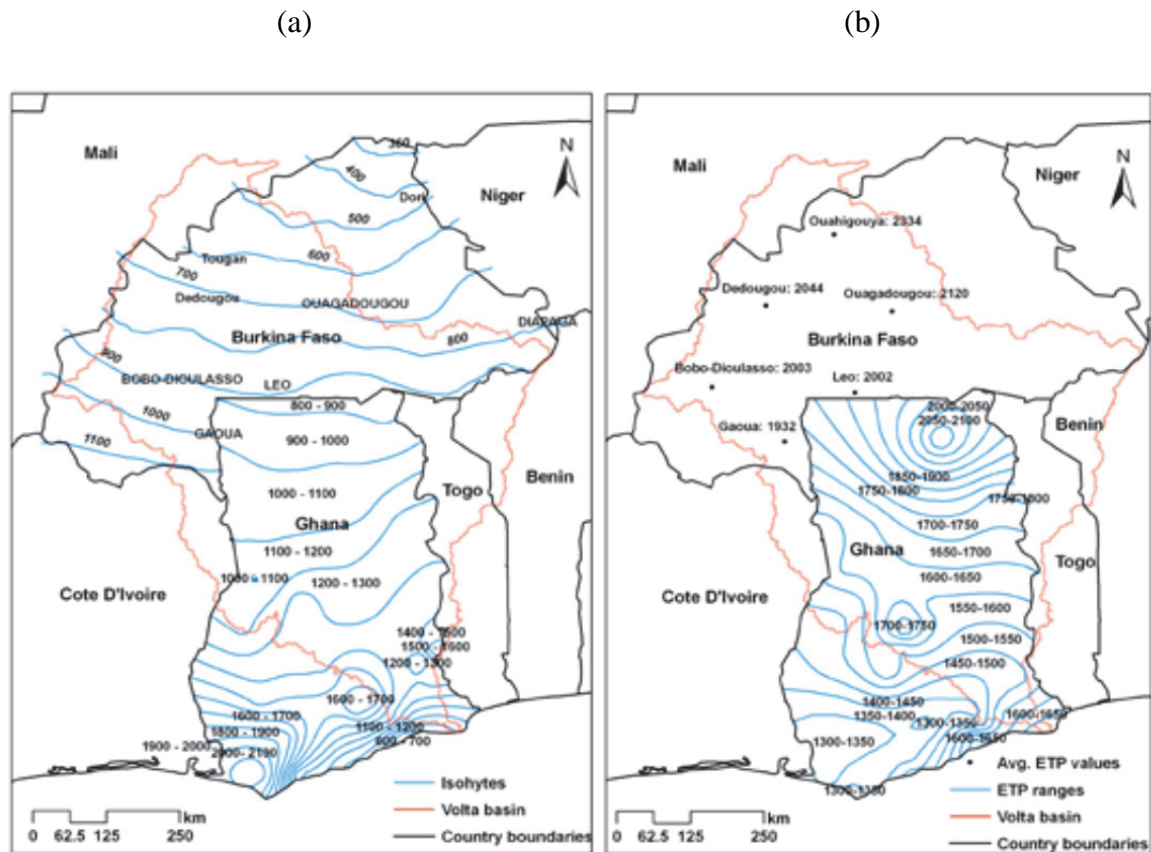 (a)
(b)
Mali
360
400
Dori
Niger
N
500
600
Tougan
700
Dedougou
OUAGADOUGOU
DIAPAGA
Burkina Faso
800
900
BOBO-DIOULASSO
LEO
800 - 900
1000
GAOUA
900 - 1000
1100
1000 - 1100
Togo
Benin
Ghana
1100 - 1200
1000 - 1100
1200 - 1300
Cote D'Ivoire
1500 - 1600
1200 - 1300
1600 - 1700
1600 - 1700
1100 - 1200
1800 - 1900
1900 - 2000
Isohytes
Volta basin
Country boundaries
0 62.5 125 250
km
Mali
Niger
N
Ouahigouya: 2334
Dedougou: 2044
Ouagadougou: 2120
Burkina Faso
Bobo-Dioulasso: 2003
Leo: 2002
2000-2050
2050-2100
Gaoua: 1932
Benin
1850-1900
1750-1800
1750-1800
1700-1750
Ghana
1650-1700
Togo
1600-1650
Cote D'Ivoire
1550-1600
1700-1750
1500-1550
1450-1500
1400-1450
1350-1400
1300-1350
1600-1650
1300-1350
1600-1650
Avg. ETP values
ETP ranges
Volta basin
Country boundaries
0 62.5 125 250
km